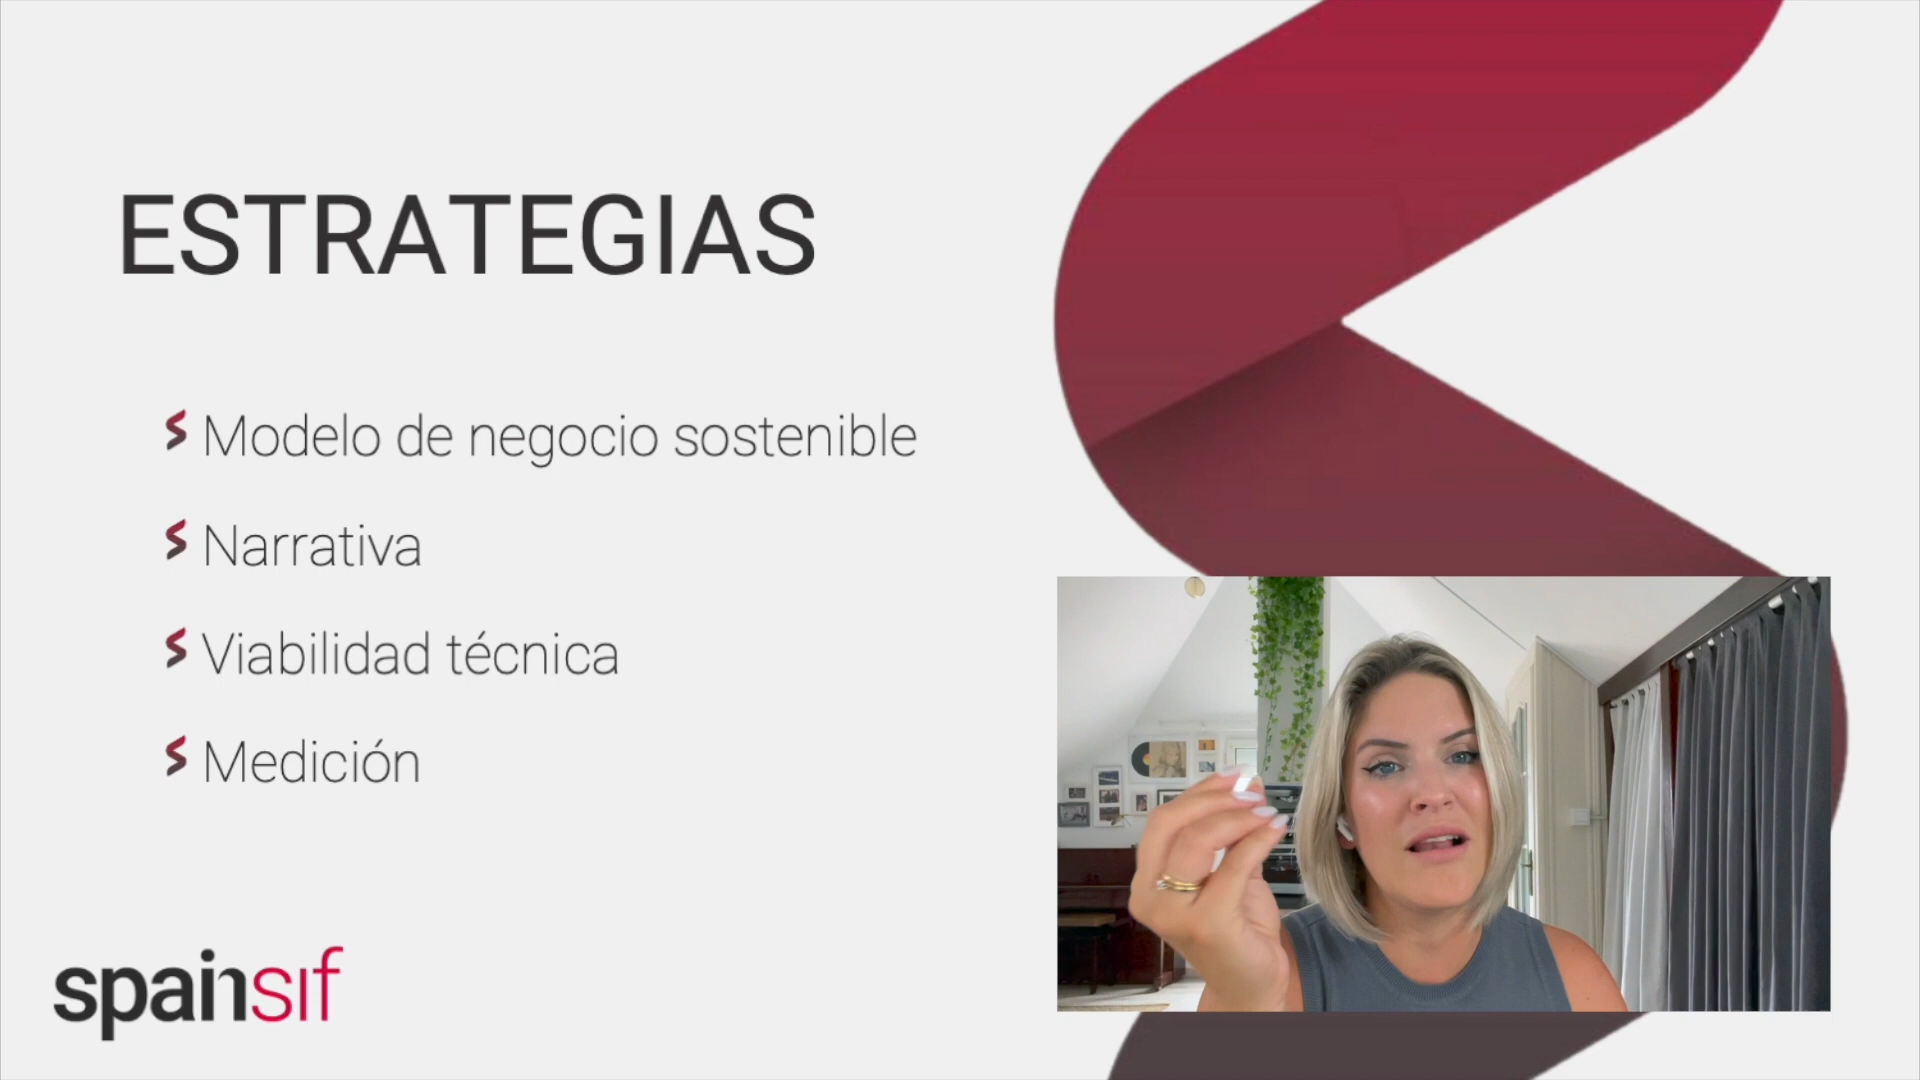 ESTRATEGIAS
Modelo de negocio sostenible
Narrativa
Viabilidad técnica
Medición
spainsif